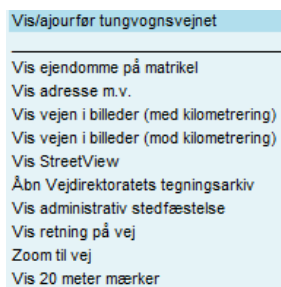 Vis/ajourfør tungvognsvejnet
Vis ejendomme på matrikel
Vis adresse m.v.
Vis vejen i billeder (med kilometrering)
Vis vejen i billeder (mod kilometrering)
Vis StreetView
Åbn Vejdirektoratets tegningsarkiv
Vis administrativ stedfæstelse
Vis retning på vej
Zoom til vej
Vis 20 meter mærker